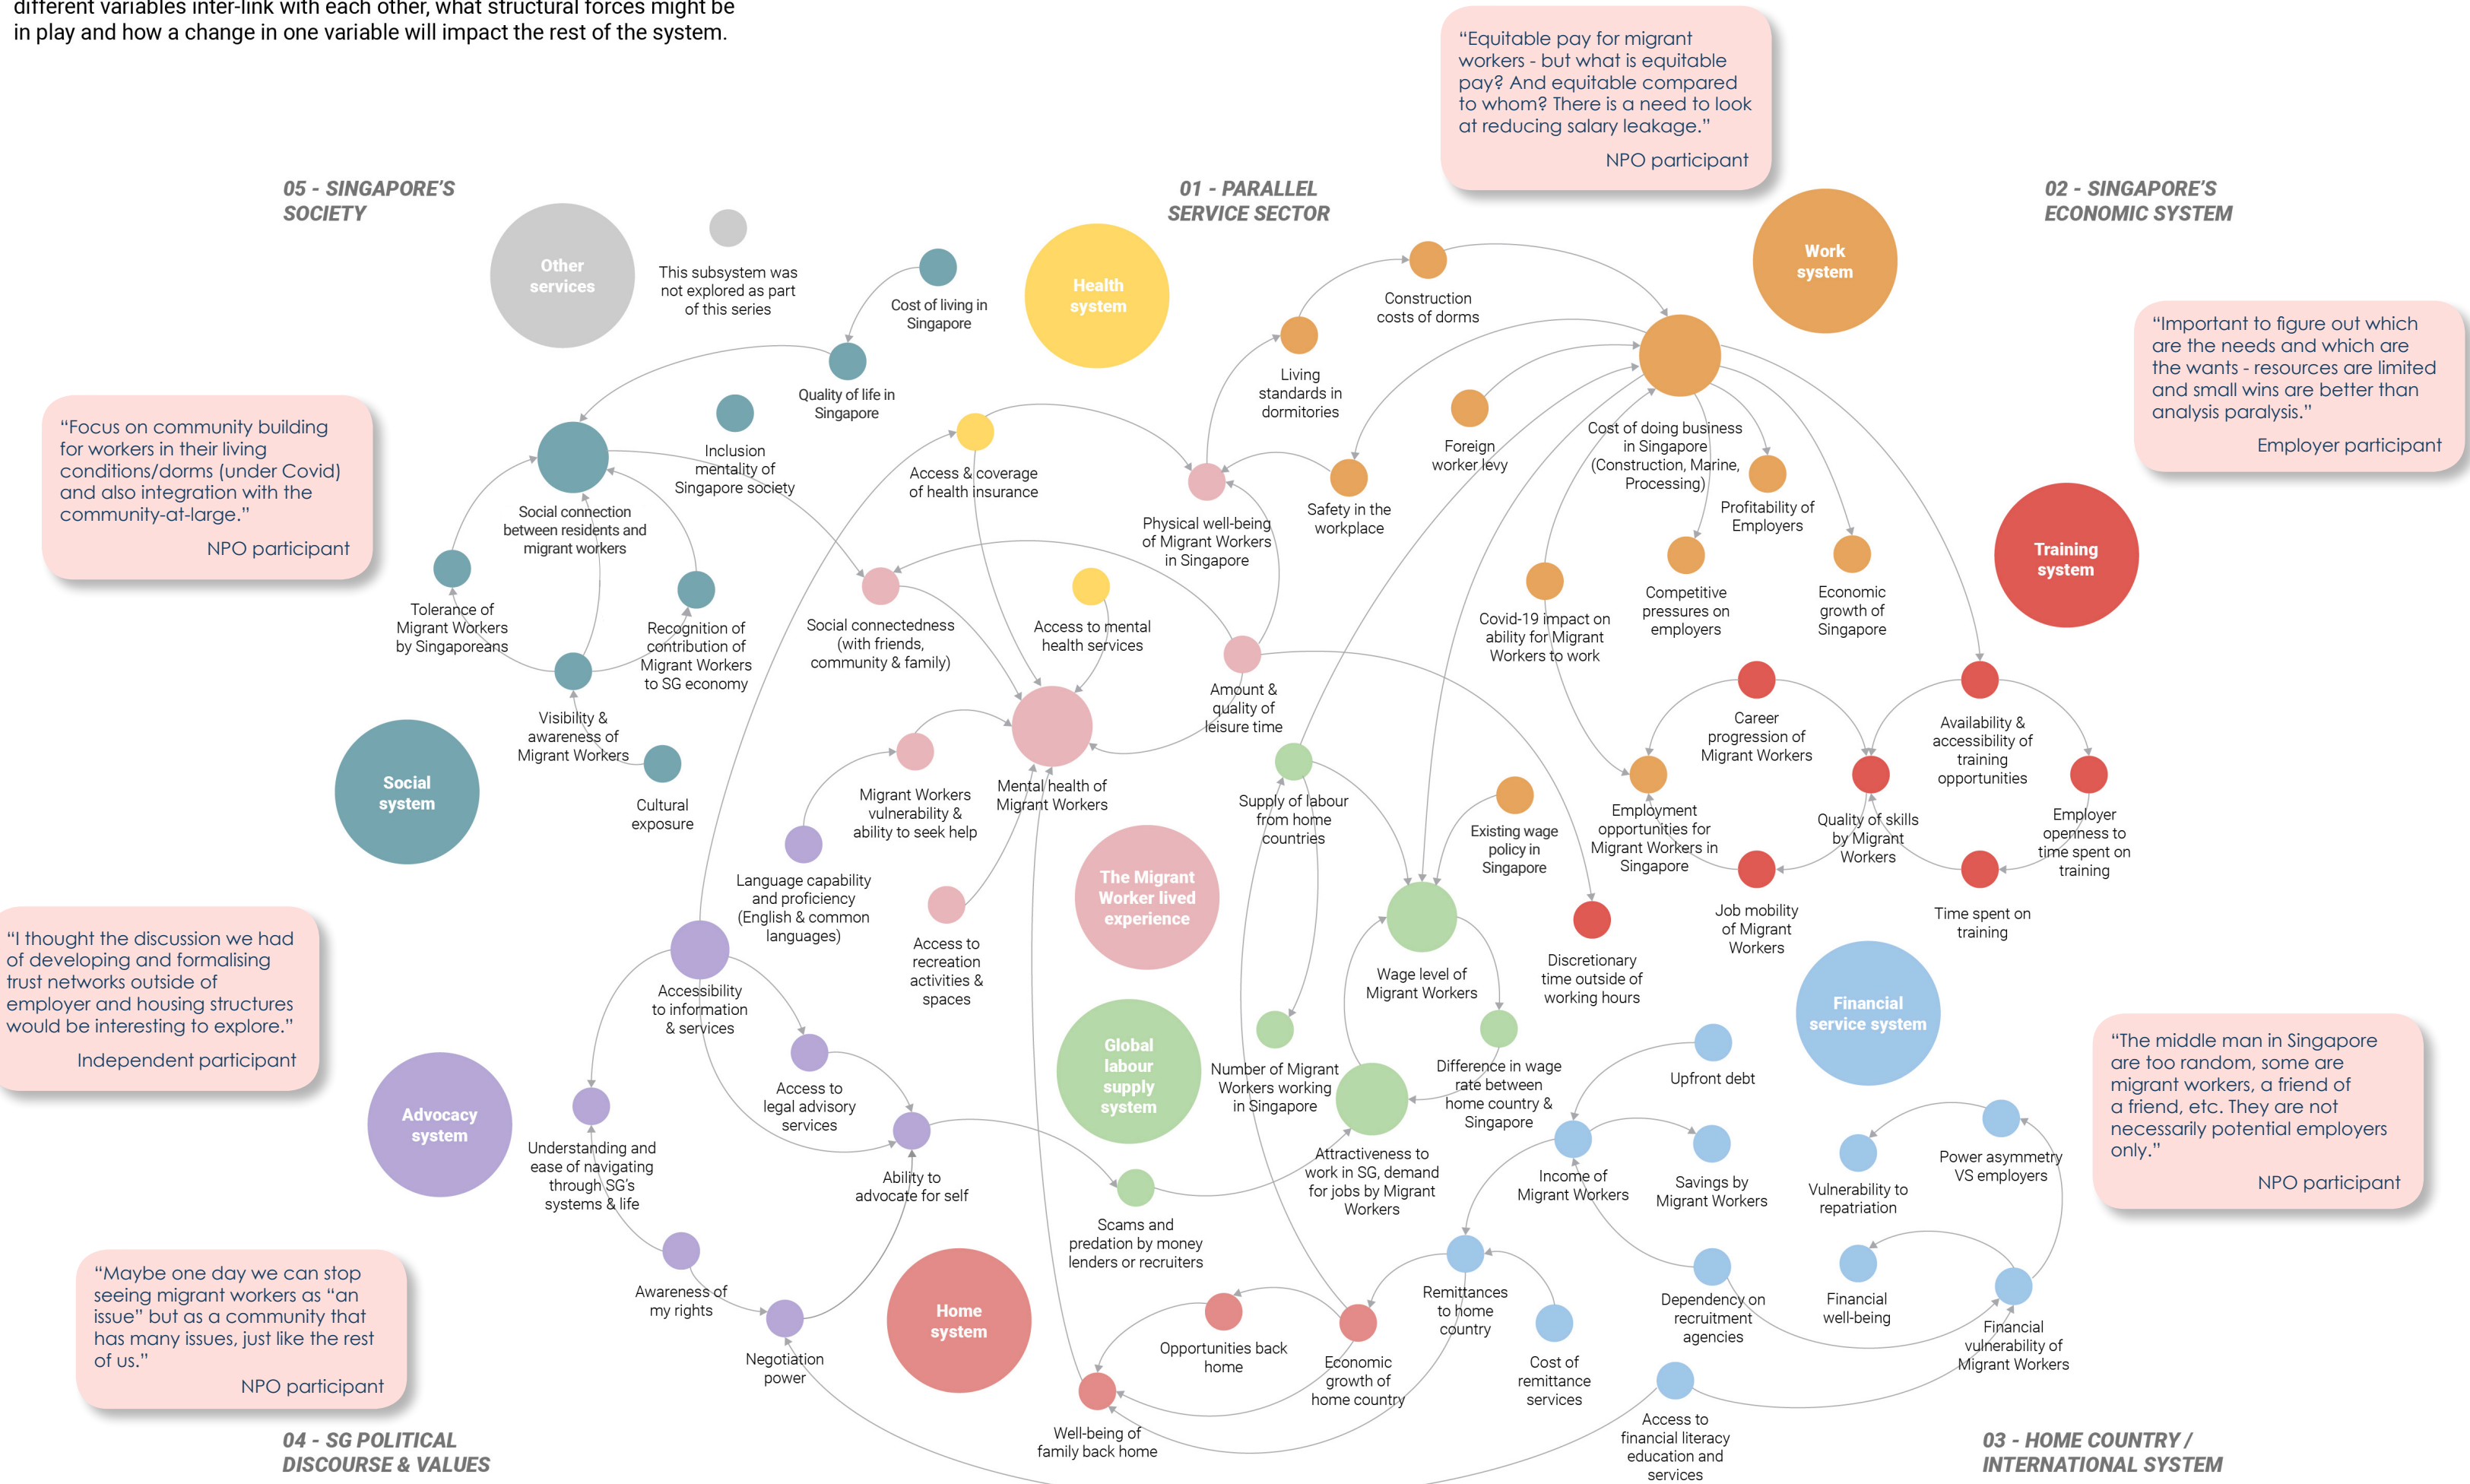 different variables inter-link with each other, what structural forces might be
in play and how a change in one variable will impact the rest of the system.
“Equitable pay for migrant
workers - but what is equitable
pay? And equitable compared
to whom? There is a need to look
at reducing salary leakage.”
NPO participant
05 - SINGAPORE’S
SOCIETY
01 - PARALLEL
SERVICE SECTOR
02 - SINGAPORE’S
ECONOMIC SYSTEM
Other
services
This subsystem was
not explored as part
of this series
Cost of living in
Singapore
Health
system
Construction
costs of dorms
Work
system
“Important to figure out which
are the needs and which are
the wants - resources are limited
and small wins are better than
analysis paralysis.”
Employer participant
Quality of life in
Singapore
Living
standards in
dormitories
“Focus on community building
for workers in their living
conditions/dorms (under Covid)
and also integration with the
community-at-large.”
NPO participant
Inclusion
mentality of
Singapore society
Access & coverage
of health insurance
Foreign
worker levy
Cost of doing business
in Singapore
(Construction, Marine,
Processing)
Profitability of
Employers
Social connection
between residents and
migrant workers
Physical well-being
of Migrant Workers
in Singapore
Safety in the
workplace
Training
system
Tolerance of
Migrant Workers
by Singaporeans
Recognition of
contribution of
Migrant Workers
to SG economy
Social connectedness
(with friends,
community & family)
Access to mental
health services
Covid-19 impact on
ability for Migrant
Workers to work
Competitive
pressures on
employers
Economic
growth of
Singapore
Visibility &
awareness of
Migrant Workers
Amount &
quality of
leisure time
Career
progression of
Migrant Workers
Availability &
accessibility of
training
opportunities
Social
system
Cultural
exposure
Migrant Workers
vulnerability &
ability to seek help
Mental health of
Migrant Workers
Supply of labour
from home
countries
Existing wage
policy in
Singapore
Employment
opportunities for
Migrant Workers in
Singapore
Quality of skills
by Migrant
Workers
Employer
openness to
time spent on
training
Language capability
and proficiency
(English & common
languages)
The Migrant
Worker lived
experience
Job mobility
of Migrant
Workers
Time spent on
training
“I thought the discussion we had
of developing and formalising
trust networks outside of
employer and housing structures
would be interesting to explore.”
Independent participant
Access to
recreation
activities &
spaces
Wage level of
Migrant Workers
Discretionary
time outside of
working hours
Accessibility
to information
& services
Financial
service system
Global
labour
supply
system
Number of Migrant
Workers working
in Singapore
Difference in wage
rate between
home country &
Singapore
Upfront debt
“The middle man in Singapore
are too random, some are
migrant workers, a friend of
a friend, etc. They are not
necessarily potential employers
only.”
NPO participant
Advocacy
system
Access to
legal advisory
services
Understanding and
ease of navigating
through SG’s
systems & life
Ability to
advocate for self
Attractiveness to
work in SG, demand
for jobs by Migrant
Workers
Income of
Migrant Workers
Savings by
Migrant Workers
Vulnerability to
repatriation
Power asymmetry
VS employers
Scams and
predation by money
lenders or recruiters
“Maybe one day we can stop
seeing migrant workers as “an
issue” but as a community that
has many issues, just like the rest
of us.”
NPO participant
Awareness of
my rights
Home
system
Remittances
to home
country
Dependency on
recruitment
agencies
Financial
well-being
Financial
vulnerability of
Migrant Workers
Negotiation
power
Opportunities back
home
Economic
growth of
home country
Cost of
remittance
services
Well-being of
family back home
Access to
financial literacy
education and
services
04 - SG POLITICAL
DISCOURSE & VALUES
03 - HOME COUNTRY /
INTERNATIONAL SYSTEM